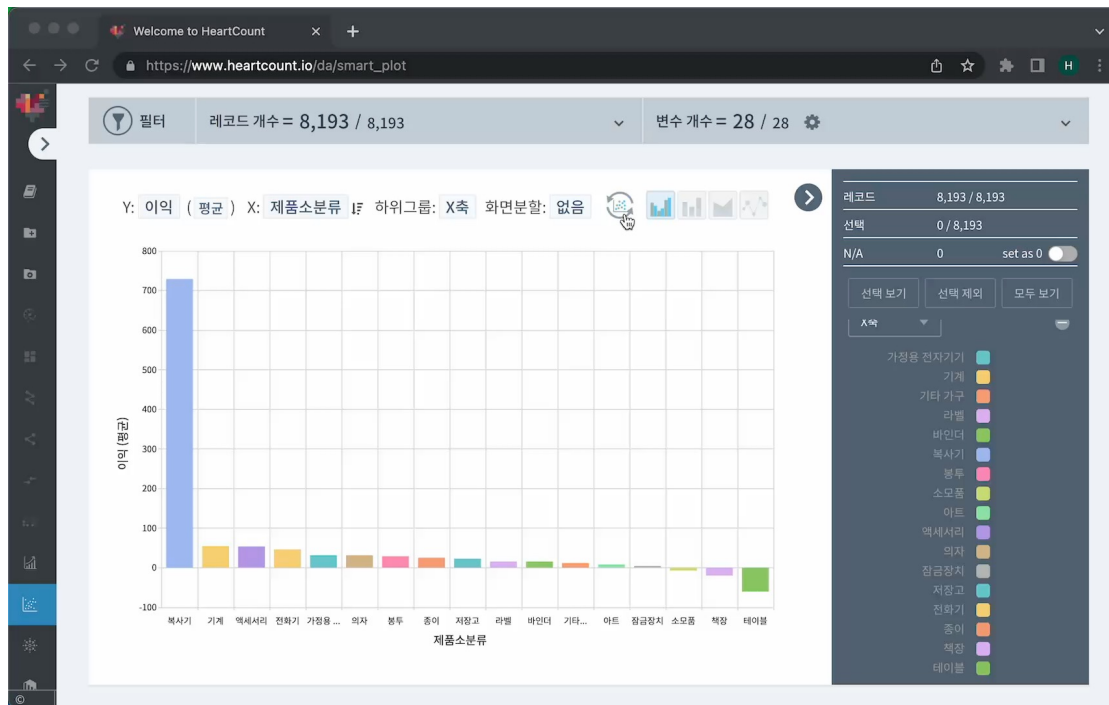 Welcome to HeartCount
https://www.heartcount.io/da/smart_plot
H
필터
레코드 개수 = 8,193 / 8,193
변수 개수 = 28 / 28
Y: 이익 ( 평균 ) X: 제품소분류 하위그룹: X축 화면분할: 없음
800
700
600
500
400
300
200
100
0
-100
이익 (평균)
복사기 기계 액세서리 전화기 가정용 ... 의자 봉투 종이 저장고 라벨 바인더 기타... 아트 잠금장치 소모품 책장 테이블
제품소분류
레코드 8,193 / 8,193
선택 0 / 8,193
N/A 0 set as 0
선택 보기 선택 제외 모두 보기
X축
가정용 전자기기
기계
기타 가구
라벨
바인더
복사기
봉투
소모품
아트
액세서리
의자
잠금장치
저장고
전화기
종이
책장
테이블
©